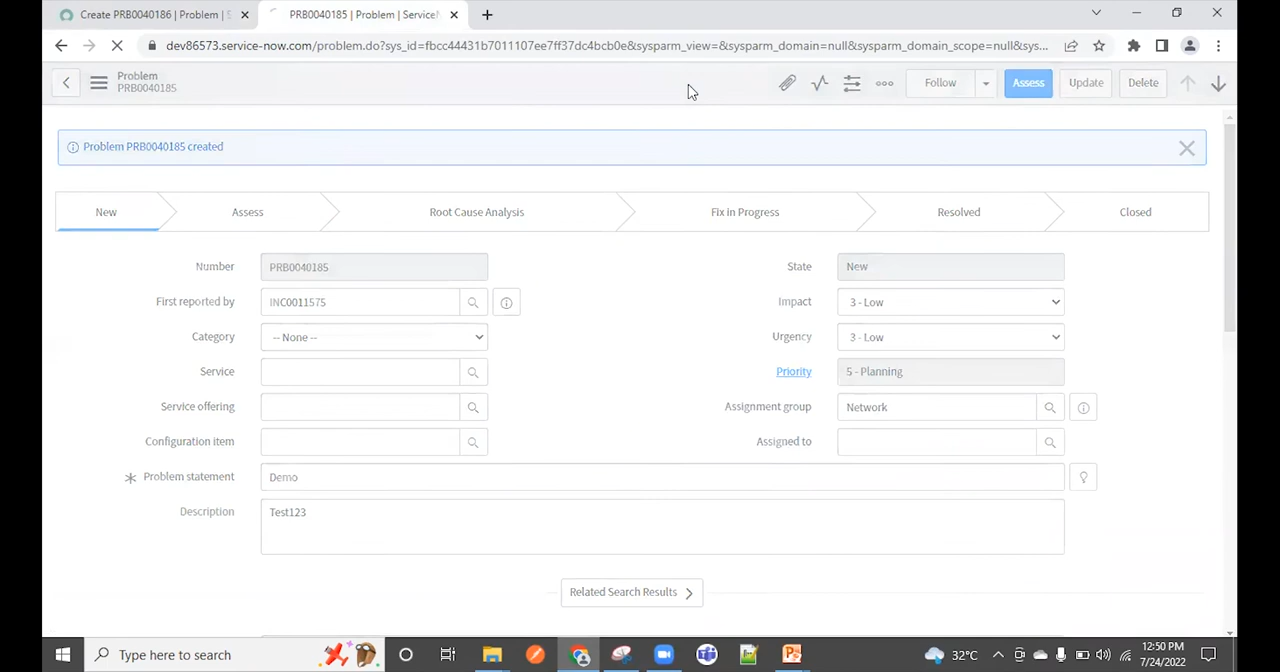 Create PRB0040186 | Problem | S
PRB0040185 | Problem | Service
dev86573.service-now.com/problem.do?sys_id=fbcc44431b7011107ee7ff37dc4bcb0e&sysparm_view=&sysparm_domain=null&sysparm_domain_scope=null&sys...
Problem
PRB0040185
Follow
Assess
Update
Delete
Problem PRB0040185 created
New
Assess
Root Cause Analysis
Fix in Progress
Resolved
Closed
Number
PRB0040185
State
New
First reported by
INC0011575
Impact
3 - Low
Category
-- None --
Urgency
3 - Low
Service
Priority
5 - Planning
Service offering
Assignment group
Network
Configuration item
Assigned to
Problem statement
Demo
Description
Test123
Related Search Results
Type here to search
32°C
12:50 PM
7/24/2022